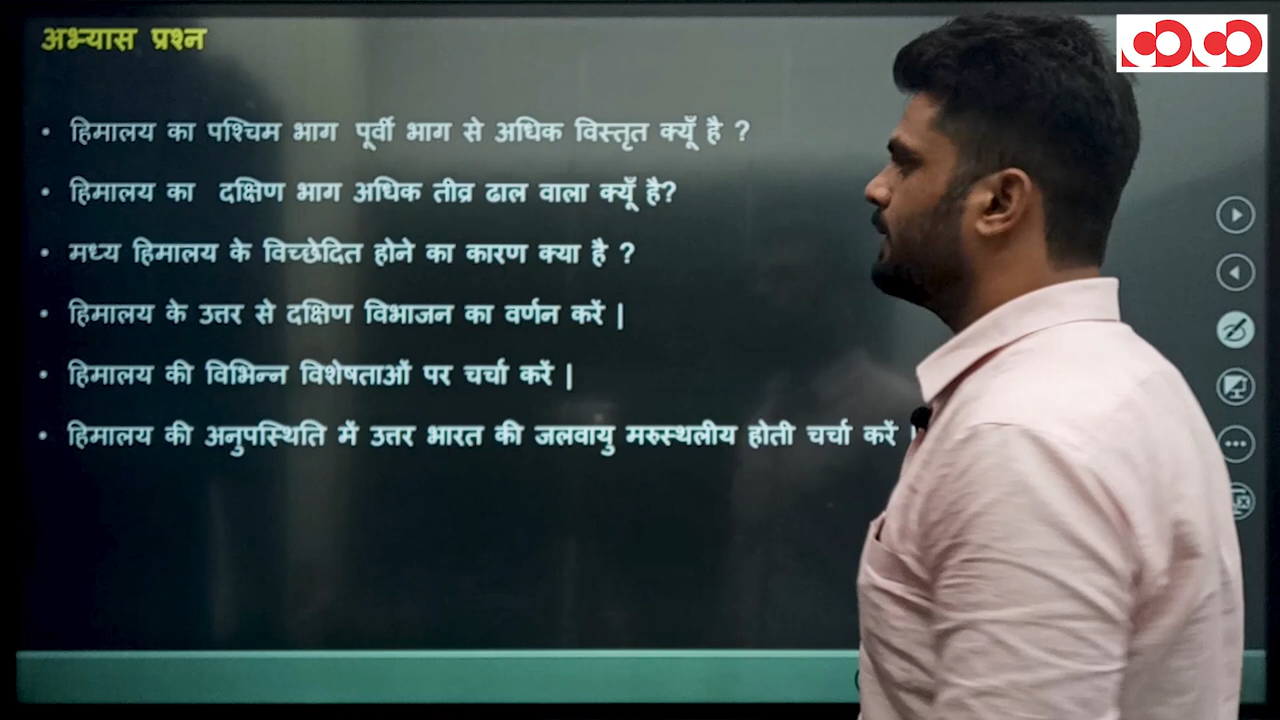 अभ्यास प्रश्न
• हिमालय का पश्चिम भाग पूर्वी भाग से अधिक विस्तृत क्यूँ है ?
• हिमालय का दक्षिण भाग अधिक तीव्र ढाल वाला क्यूँ है?
• मध्य हिमालय के विच्छेदित होने का कारण क्या है ?
• हिमालय के उत्तर से दक्षिण विभाजन का वर्णन करें |
• हिमालय की विभिन्न विशेषताओं पर चर्चा करें |
• हिमालय की अनुपस्थिति में उत्तर भारत की जलवायु मरुस्थलीय होती चर्चा करें |